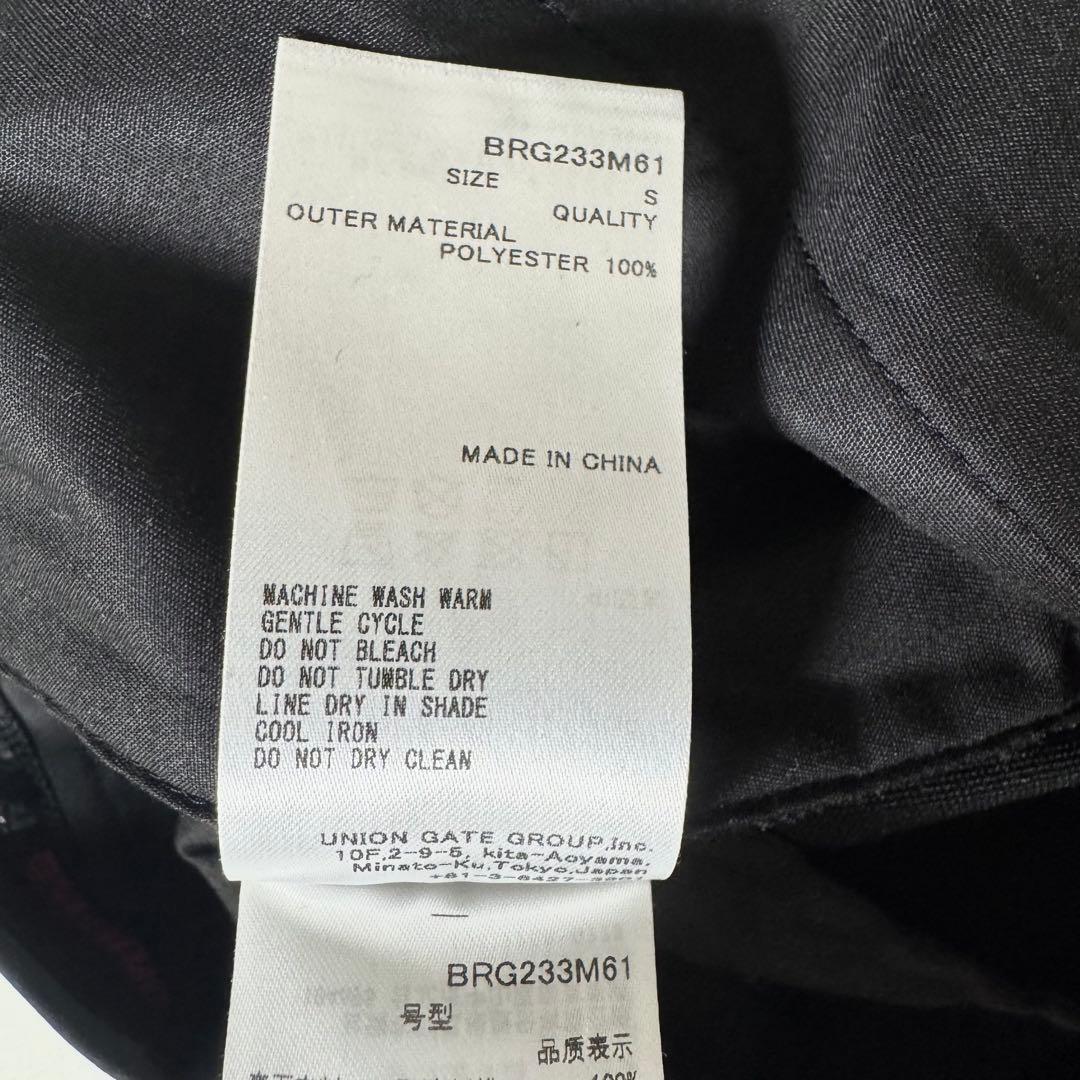 BRG233M61
SIZE S
QUALITY
OUTER MATERIAL
POLYESTER 100%
MADE IN CHINA
MACHINE WASH WARM
GENTLE CYCLE
DO NOT BLEACH
DO NOT TUMBLE DRY
LINE DRY IN SHADE
COOL IRON
DO NOT DRY CLEAN
UNION GATE GROUP,Inc.
10F,2-9-5, kita-Aoyama,
Minato-Ku,Tokyo,Japan
BRG233M61
号型
品质表示
100%